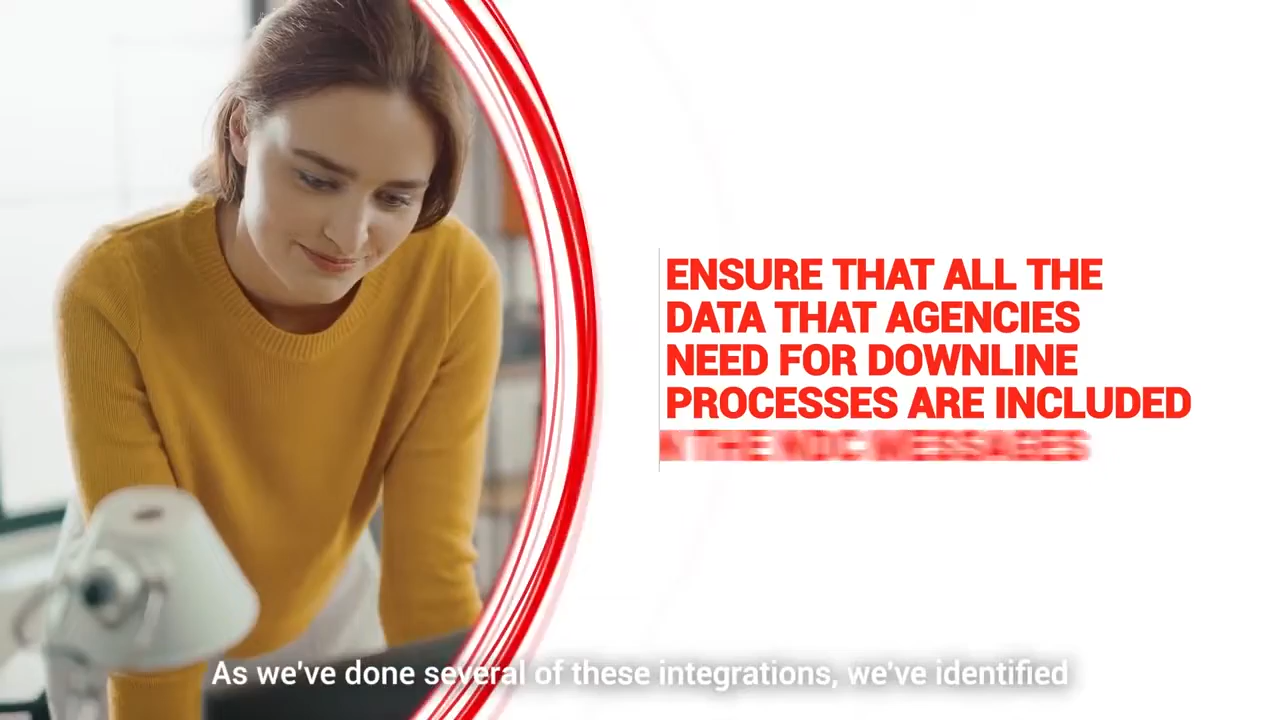 ENSURE THAT ALL THE
DATA THAT AGENCIES
NEED FOR DOWNLINE
PROCESSES ARE INCLUDED
MESSAGES
As we've done several of these integrations, we've identified